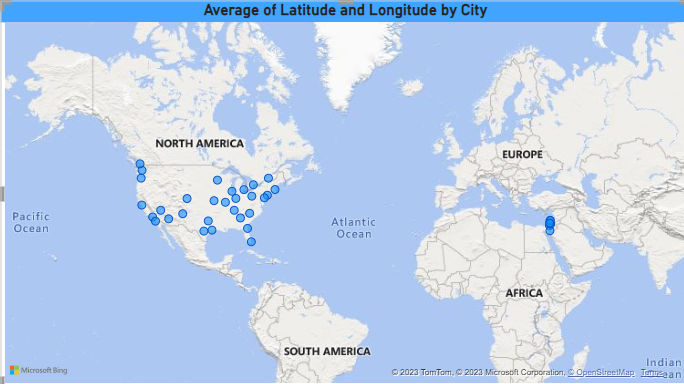 Average of Latitude and Longitude by City
NORTH AMERICA
EUROPE
Pacific
Ocean
Atlantic
Ocean
AFRICA
SOUTH AMERICA
Indian
Microsoft Bing
© 2023 TomTom, © 2023 Microsoft Corporation, © OpenStreetMap Terms